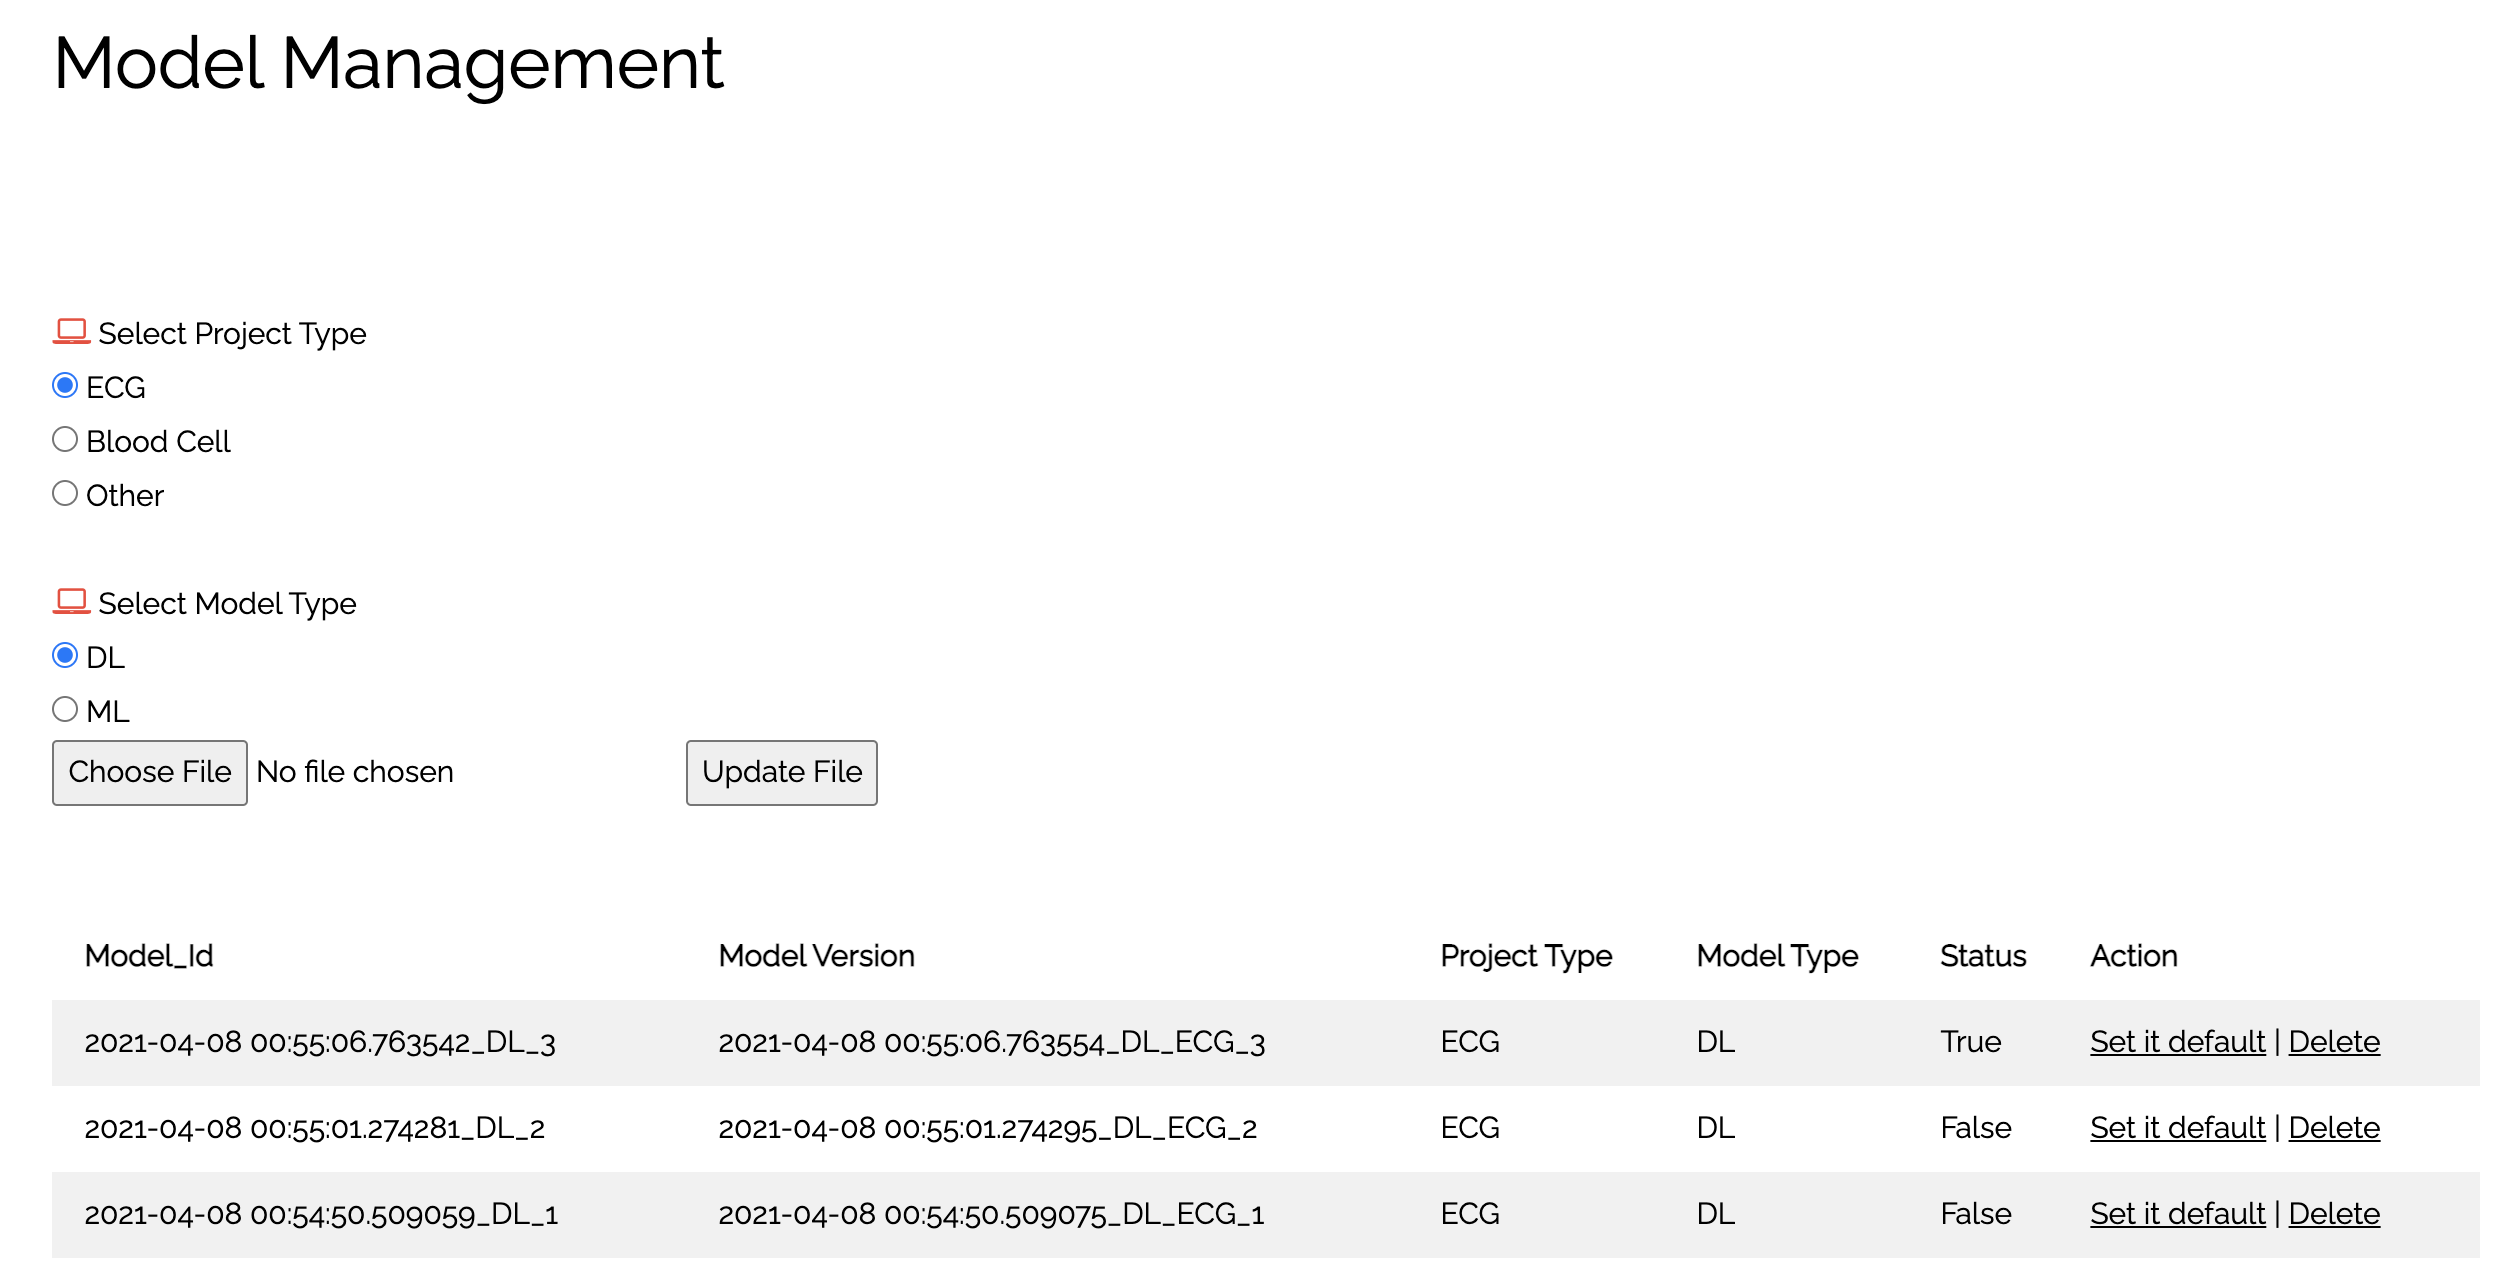 Model Management
Select Project Type
ECG
Blood Cell
Other
Select Model Type
DL
ML
Choose File No file chosen Update File
Model_Id Model Version Project Type Model Type Status Action
2021-04-08 00:55:06.763542_DL_3 2021-04-08 00:55:06.763554_DL_ECG_3 ECG DL True Set it default | Delete
2021-04-08 00:55:01.274281_DL_2 2021-04-08 00:55:01.274295_DL_ECG_2 ECG DL False Set it default | Delete
2021-04-08 00:54:50.509059_DL_1 2021-04-08 00:54:50.509075_DL_ECG_1 ECG DL False Set it default | Delete